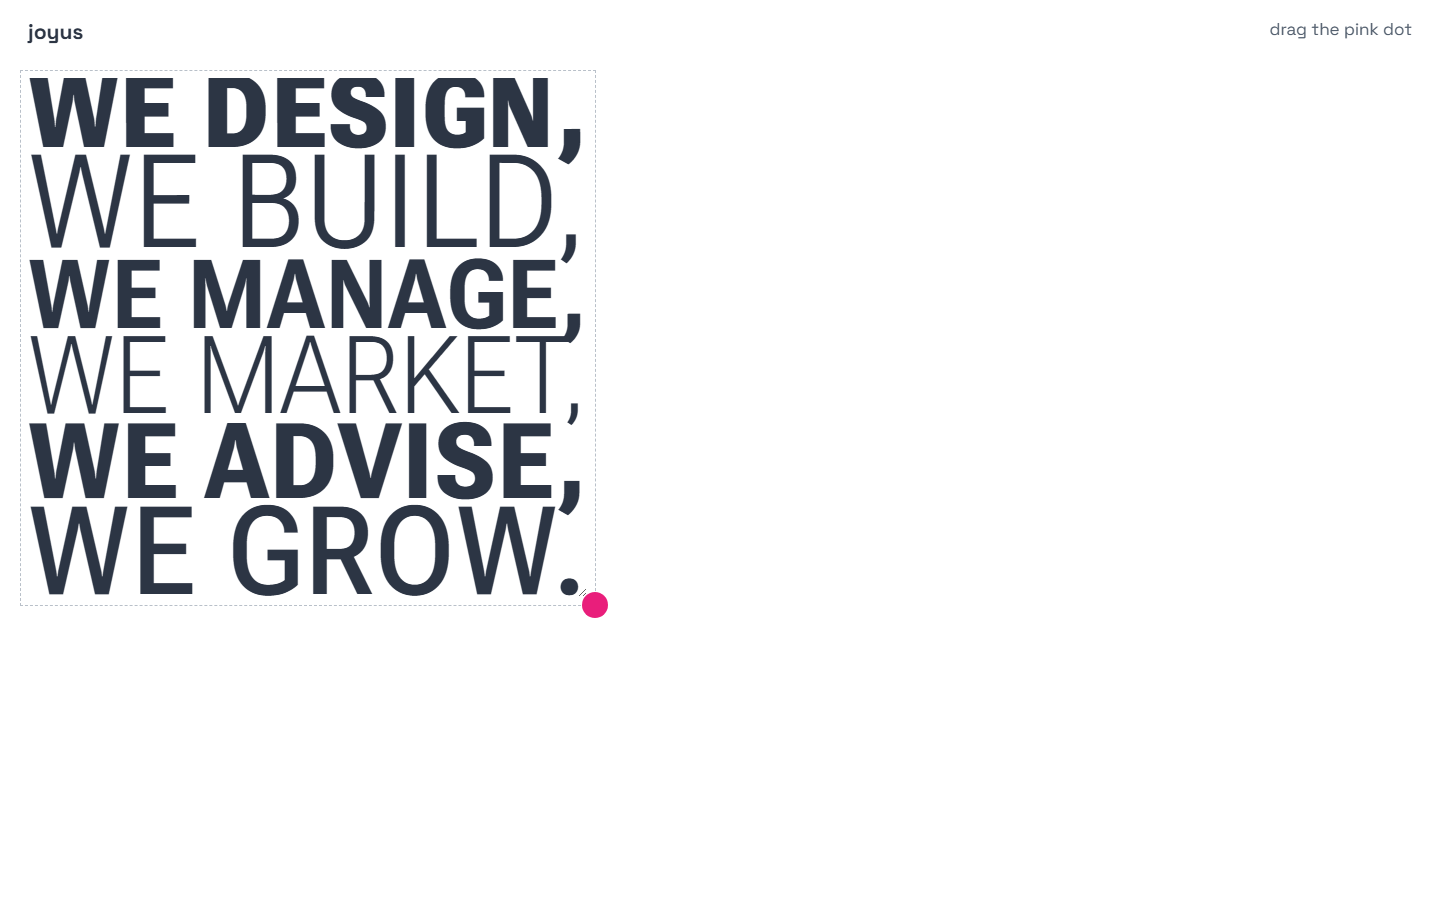 joyus
drag the pink dot
WE DESIGN,
WE BUILD,
WE MANAGE,
WE MARKET,
WE ADVISE,
WE GROW.